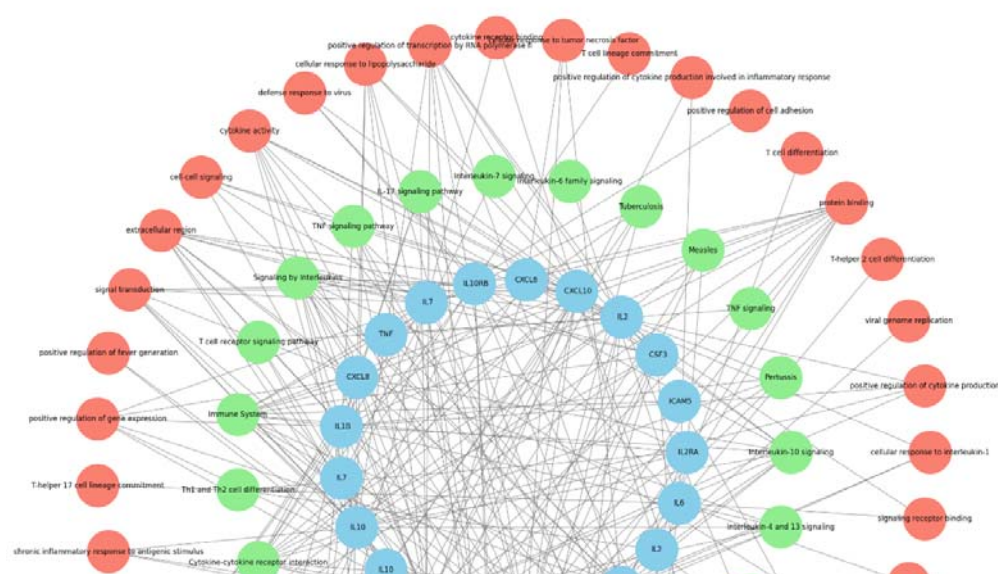 cytokine receptor binding
cellular response to tumor necrosis factor
positive regulation of transcription by RNA polymerase II
T cell lineage commitment
cellular response to lipopolysaccharide
positive regulation of cytokine production involved in inflammatory response
defense response to virus
positive regulation of cell adhesion
cytokine activity
T cell differentiation
cell-cell signaling
Interleukin-7 signaling
Interleukin-6 family signaling
IL-17 signaling pathway
protein binding
Tuberculosis
TNF signaling pathway
extracellular region
Measles
T-helper 2 cell differentiation
Signaling by Interleukins
IL10RB
CXCL10
signal transduction
IL7
TNF signaling
IL2
viral genome replication
TNF
T cell receptor signaling pathway
positive regulation of fever generation
CSF3
CXCL8
Pertussis
positive regulation of cytokine production
ICAM5
Immune System
positive regulation of gene expression
IL2RA
Interleukin-10 signaling
cellular response to interleukin-1
IL7
T-helper 17 cell lineage commitment
Th1 and Th2 cell differentiation
IL6
signaling receptor binding
IL10
Interleukin-4 and 13 signaling
chronic inflammatory response to antigenic stimulus
IL2
Cytokine-cytokine receptor interaction
IL10